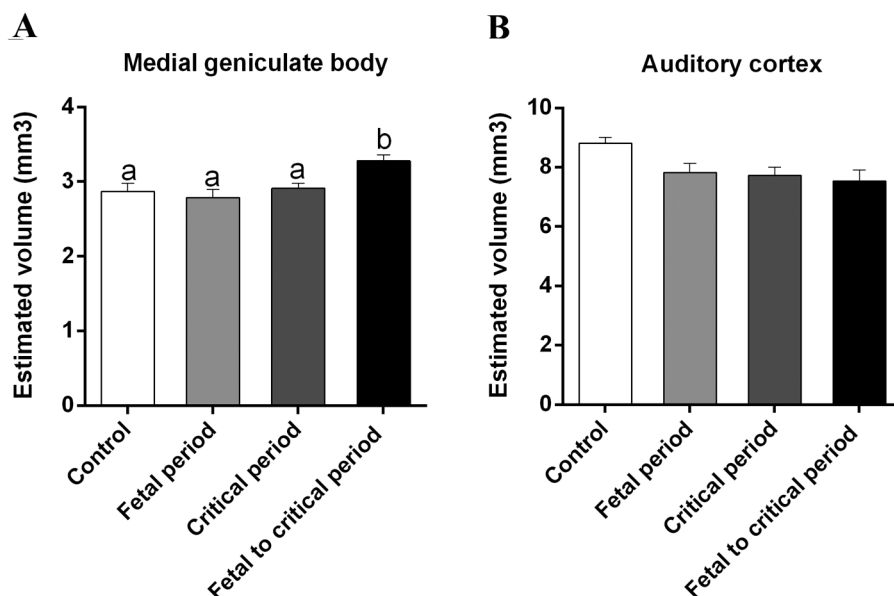 A
Medial geniculate body
Estimated volume (mm3)
4
3
2
1
0
a
a
a
b
Control
Fetal period
Critical period
Fetal to critical period
B
Auditory cortex
Estimated volume (mm3)
10
8
6
4
2
0
Control
Fetal period
Critical period
Fetal to critical period